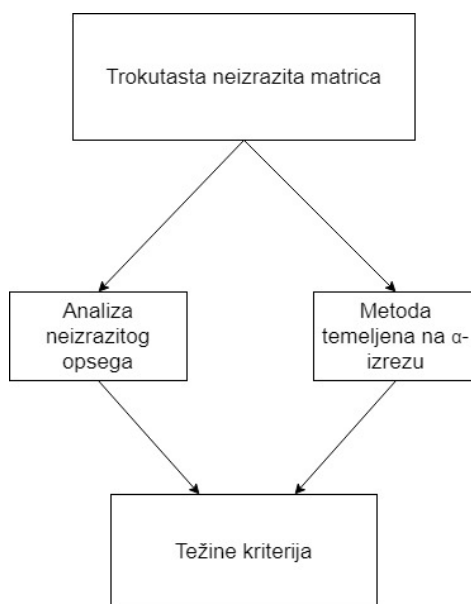 Trokutasta neizrazita matrica
Analiza
neizrazitog
opsega
Metoda
temeljena na α-
izrezu
Težine kriterija